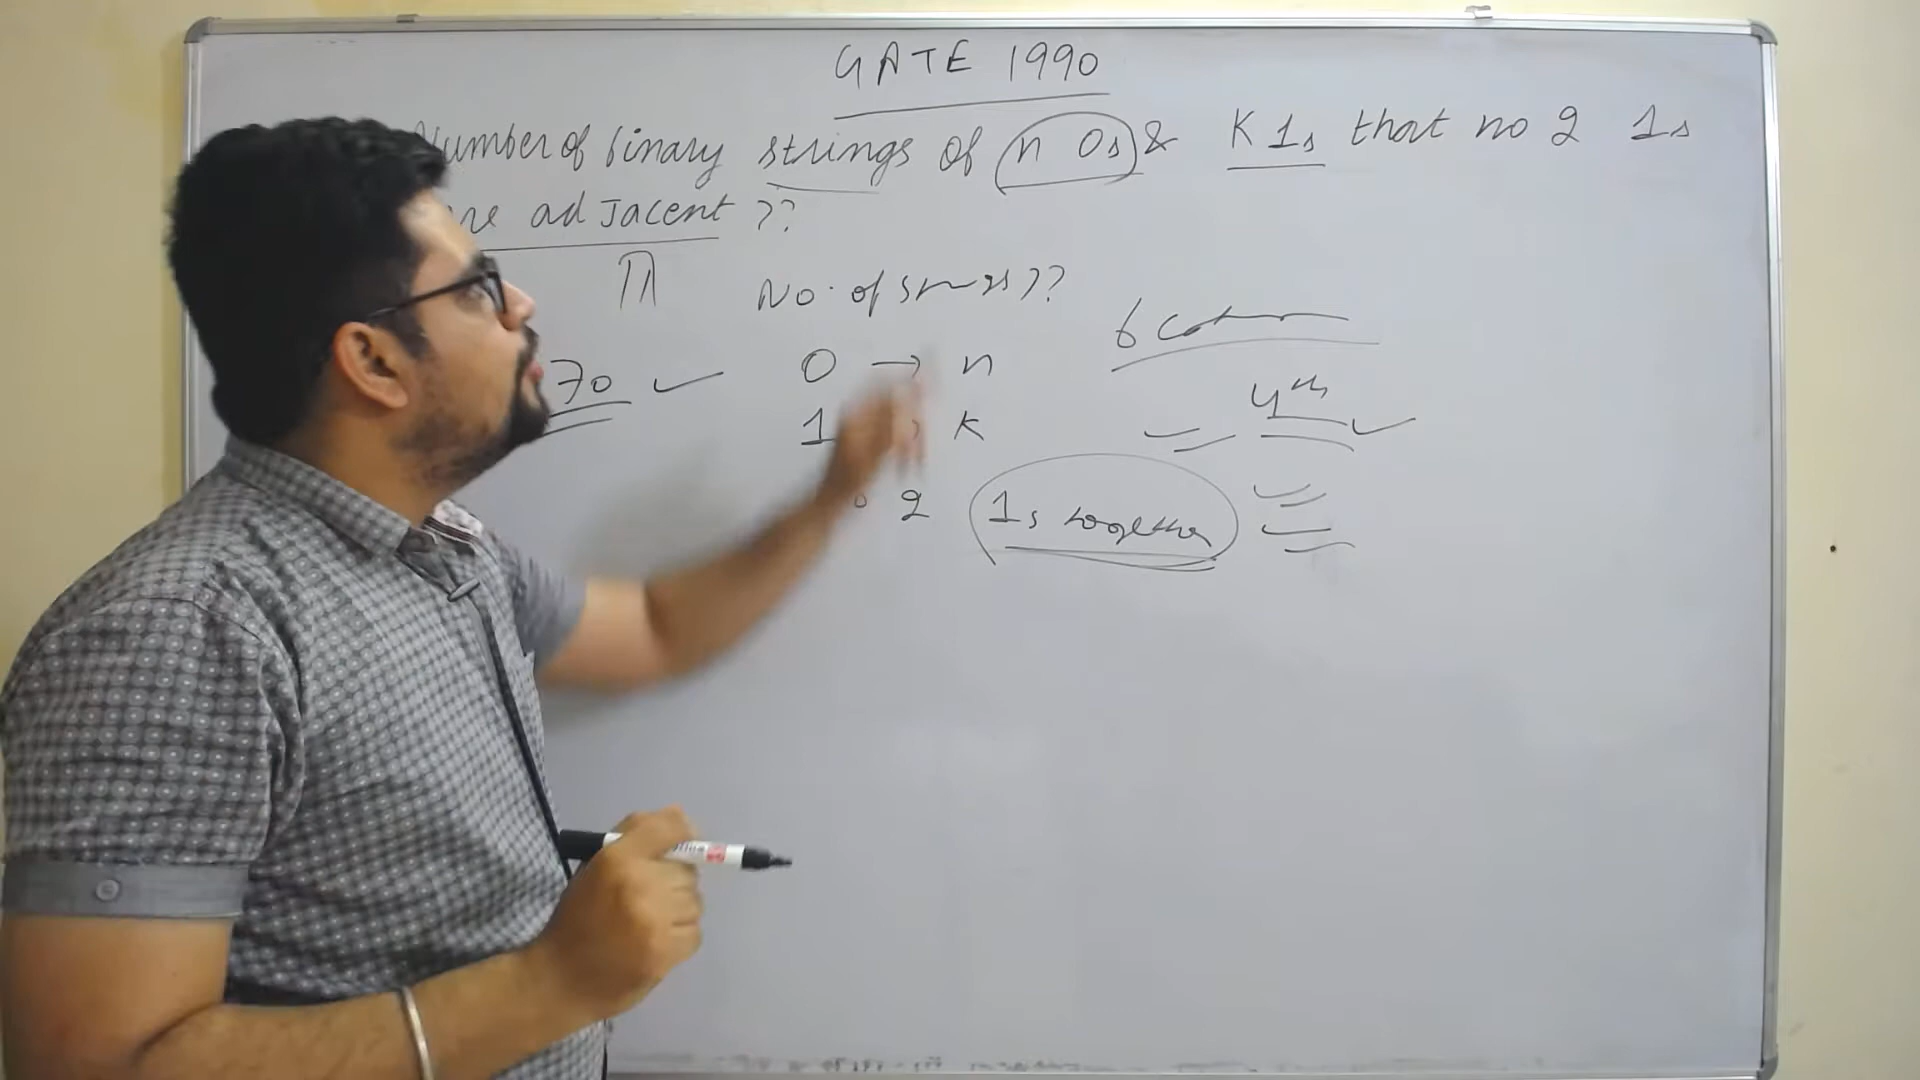 GATE 1990
Number of binary strings of n 0s & K 1s that no 2 1s
are adjacent ??
No. of strings ??
70
0 → n
1 → K
2 1s together
4th